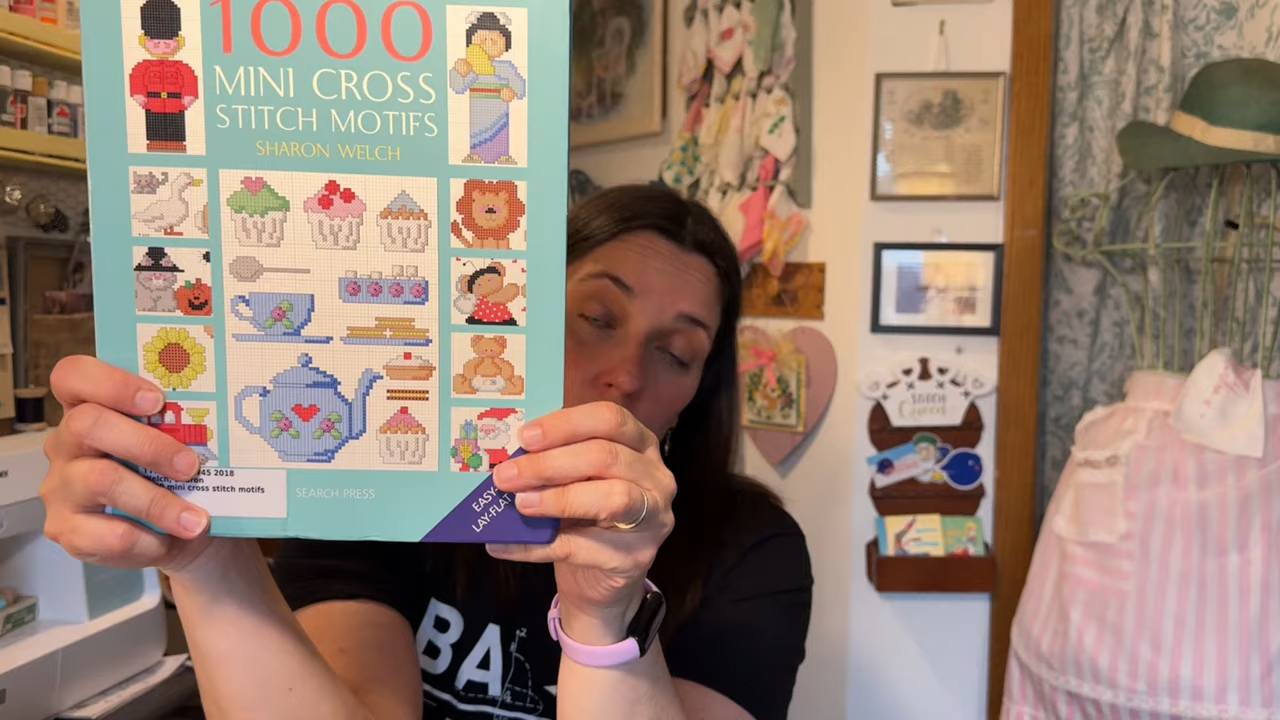 1000
MINI CROSS
STITCH MOTIFS
SHARON WELCH
45 2018
mini cross stitch motifs
SEARCH PRESS
LAY-FLAT
BA
STITCH
Queen